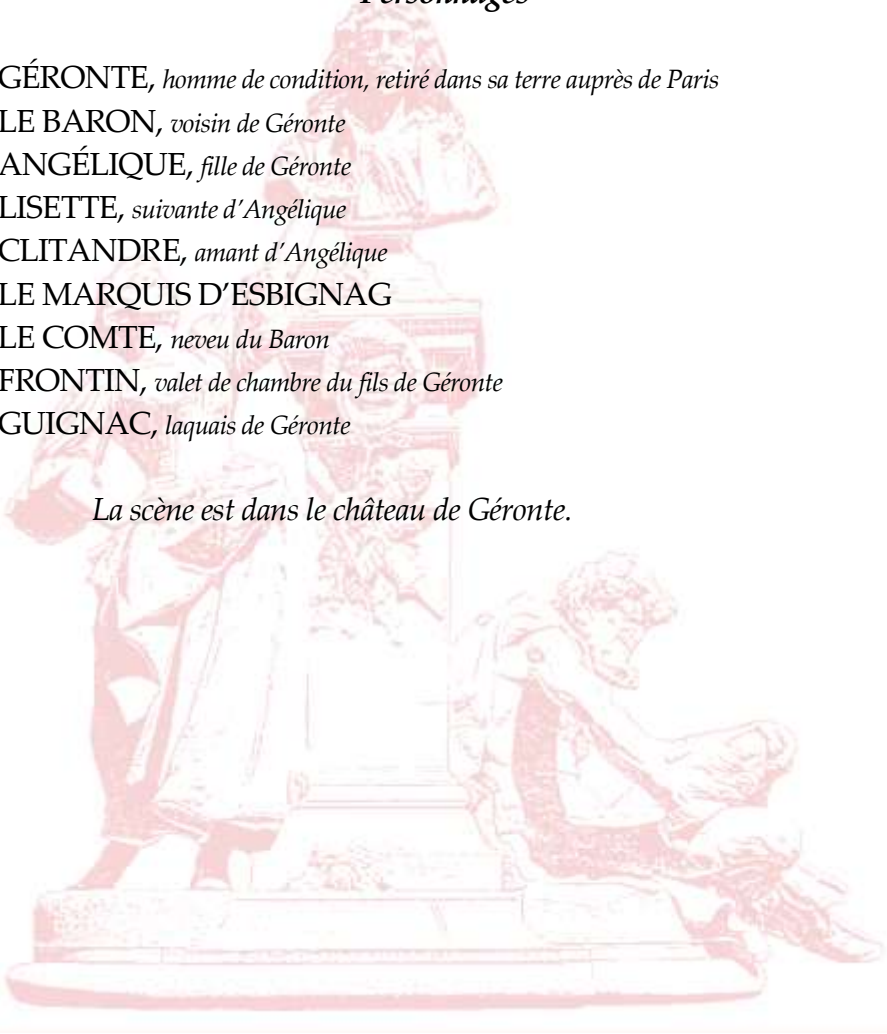 Personnages
GÉRONTE, homme de condition, retiré dans sa terre auprès de Paris
LE BARON, voisin de Géronte
ANGÉLIQUE, fille de Géronte
LISETTE, suivante d'Angélique
CLITANDRE, amant d'Angélique
LE MARQUIS D'ESBIGNAG
LE COMTE, neveu du Baron
FRONTIN, valet de chambre du fils de Géronte
GUIGNAC, laquais de Géronte
La scène est dans le château de Géronte.